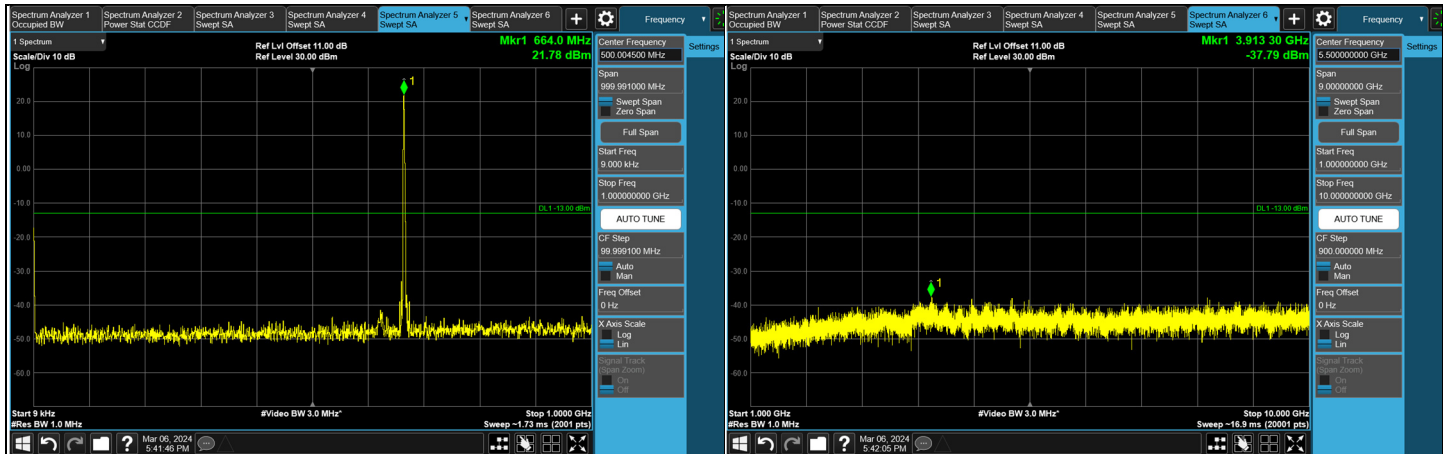 Spectrum Analyzer 1
Occupied BW
Spectrum Analyzer 2
Power Stat CCDF
Spectrum Analyzer 3
Swept SA
Spectrum Analyzer 4
Swept SA
Spectrum Analyzer 5
Swept SA
Spectrum Analyzer 6
Swept SA
Frequency
1 Spectrum
Scale/Div 10 dB
Log
Ref Lvl Offset 11.00 dB
Ref Level 30.00 dBm
Mkr1 664.0 MHz
21.78 dBm
1
20.0
10.0
0.00
-10.0
-20.0
-30.0
-40.0
-50.0
-60.0
DL1 -13.00 dBm
Start 9 kHz
#Res BW 1.0 MHz
#Video BW 3.0 MHz*
Stop 1.0000 GHz
Sweep ~1.73 ms (2001 pts)
Center Frequency
500.004500 MHz
Settings
Span
999.991000 MHz
Swept Span
Zero Span
Full Span
Start Freq
9.000 kHz
Stop Freq
1.000000000 GHz
AUTO TUNE
CF Step
99.999100 MHz
Auto
Man
Freq Offset
0 Hz
X Axis Scale
Log
Lin
Signal Track
(Span Zoom)
On
Off
?
Mar 06, 2024
5:41:46 PM
Spectrum Analyzer 1
Occupied BW
Spectrum Analyzer 2
Power Stat CCDF
Spectrum Analyzer 3
Swept SA
Spectrum Analyzer 4
Swept SA
Spectrum Analyzer 5
Swept SA
Spectrum Analyzer 6
Swept SA
Frequency
1 Spectrum
Scale/Div 10 dB
Log
Ref Lvl Offset 11.00 dB
Ref Level 30.00 dBm
Mkr1 3.913 30 GHz
-37.79 dBm
1
20.0
10.0
0.00
-10.0
-20.0
-30.0
-40.0
-50.0
-60.0
DL1 -13.00 dBm
Start 1.000 GHz
#Res BW 1.0 MHz
#Video BW 3.0 MHz*
Stop 10.000 GHz
Sweep ~16.9 ms (20001 pts)
Center Frequency
5.500000000 GHz
Settings
Span
9.00000000 GHz
Swept Span
Zero Span
Full Span
Start Freq
1.000000000 GHz
Stop Freq
10.000000000 GHz
AUTO TUNE
CF Step
900.000000 MHz
Auto
Man
Freq Offset
0 Hz
X Axis Scale
Log
Lin
Signal Track
(Span Zoom)
On
Off
?
Mar 06, 2024
5:42:05 PM